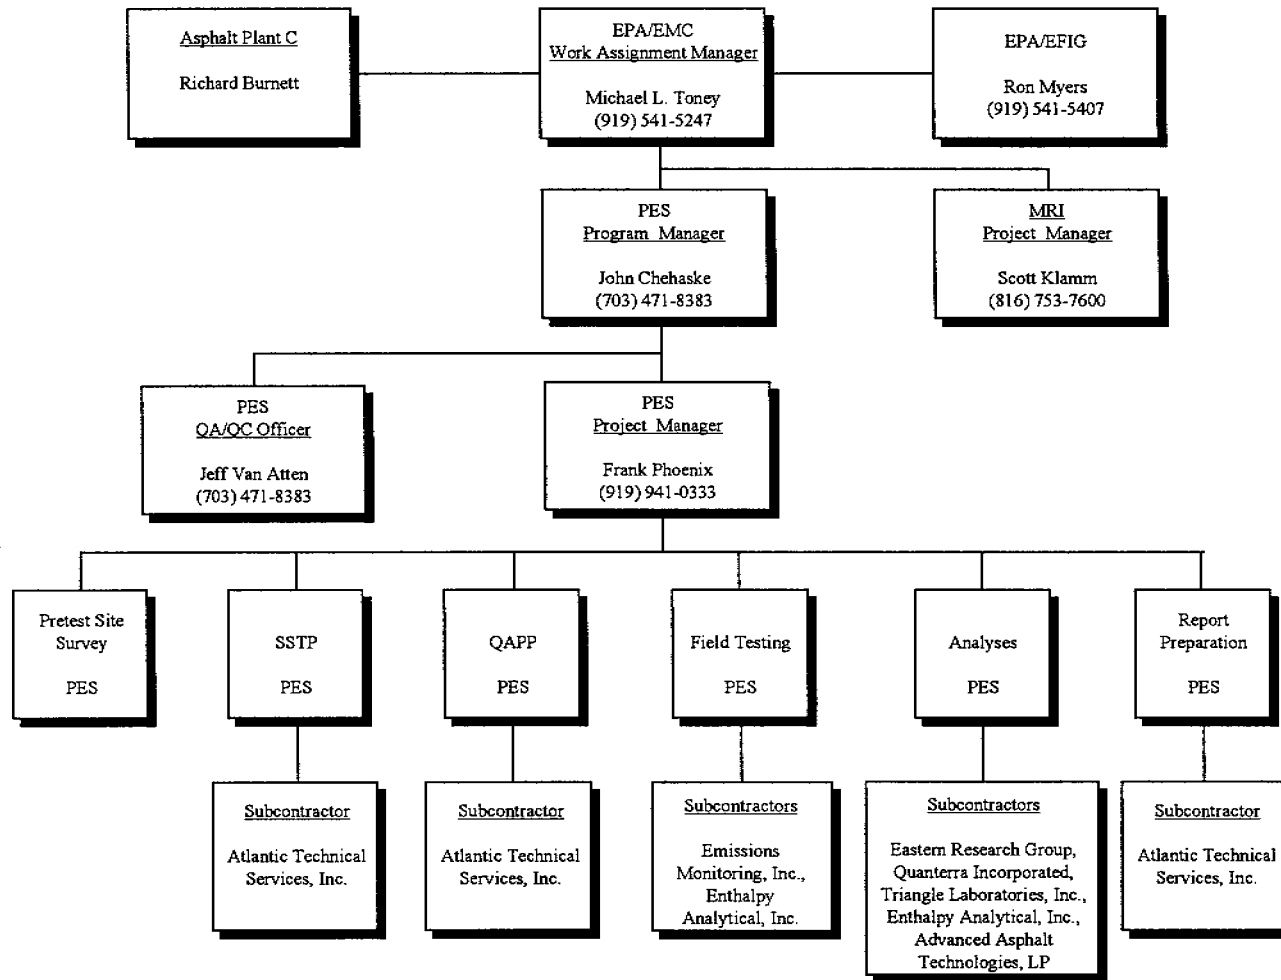 Asphalt Plant C
Richard Burnett
EPA/EMC
Work Assignment Manager
Michael L. Toney
(919) 541-5247
EPA/EFIG
Ron Myers
(919) 541-5407
PES
Program Manager
John Chehaske
(703) 471-8383
MRI
Project Manager
Scott Klamm
(816) 753-7600
PES
QA/QC Officer
Jeff Van Atten
(703) 471-8383
PES
Project Manager
Frank Phoenix
(919) 941-0333
Pretest Site
Survey
PES
SSTP
PES
QAPP
PES
Field Testing
PES
Analyses
PES
Report
Preparation
PES
Subcontractor
Atlantic Technical
Services, Inc.
Subcontractor
Atlantic Technical
Services, Inc.
Subcontractors
Emissions
Monitoring, Inc.,
Enthalpy
Analytical, Inc.
Subcontractors
Eastern Research Group,
Quanterra Incorporated,
Triangle Laboratories, Inc.,
Enthalpy Analytical, Inc.,
Advanced Asphalt
Technologies, LP
Subcontractor
Atlantic Technical
Services, Inc.